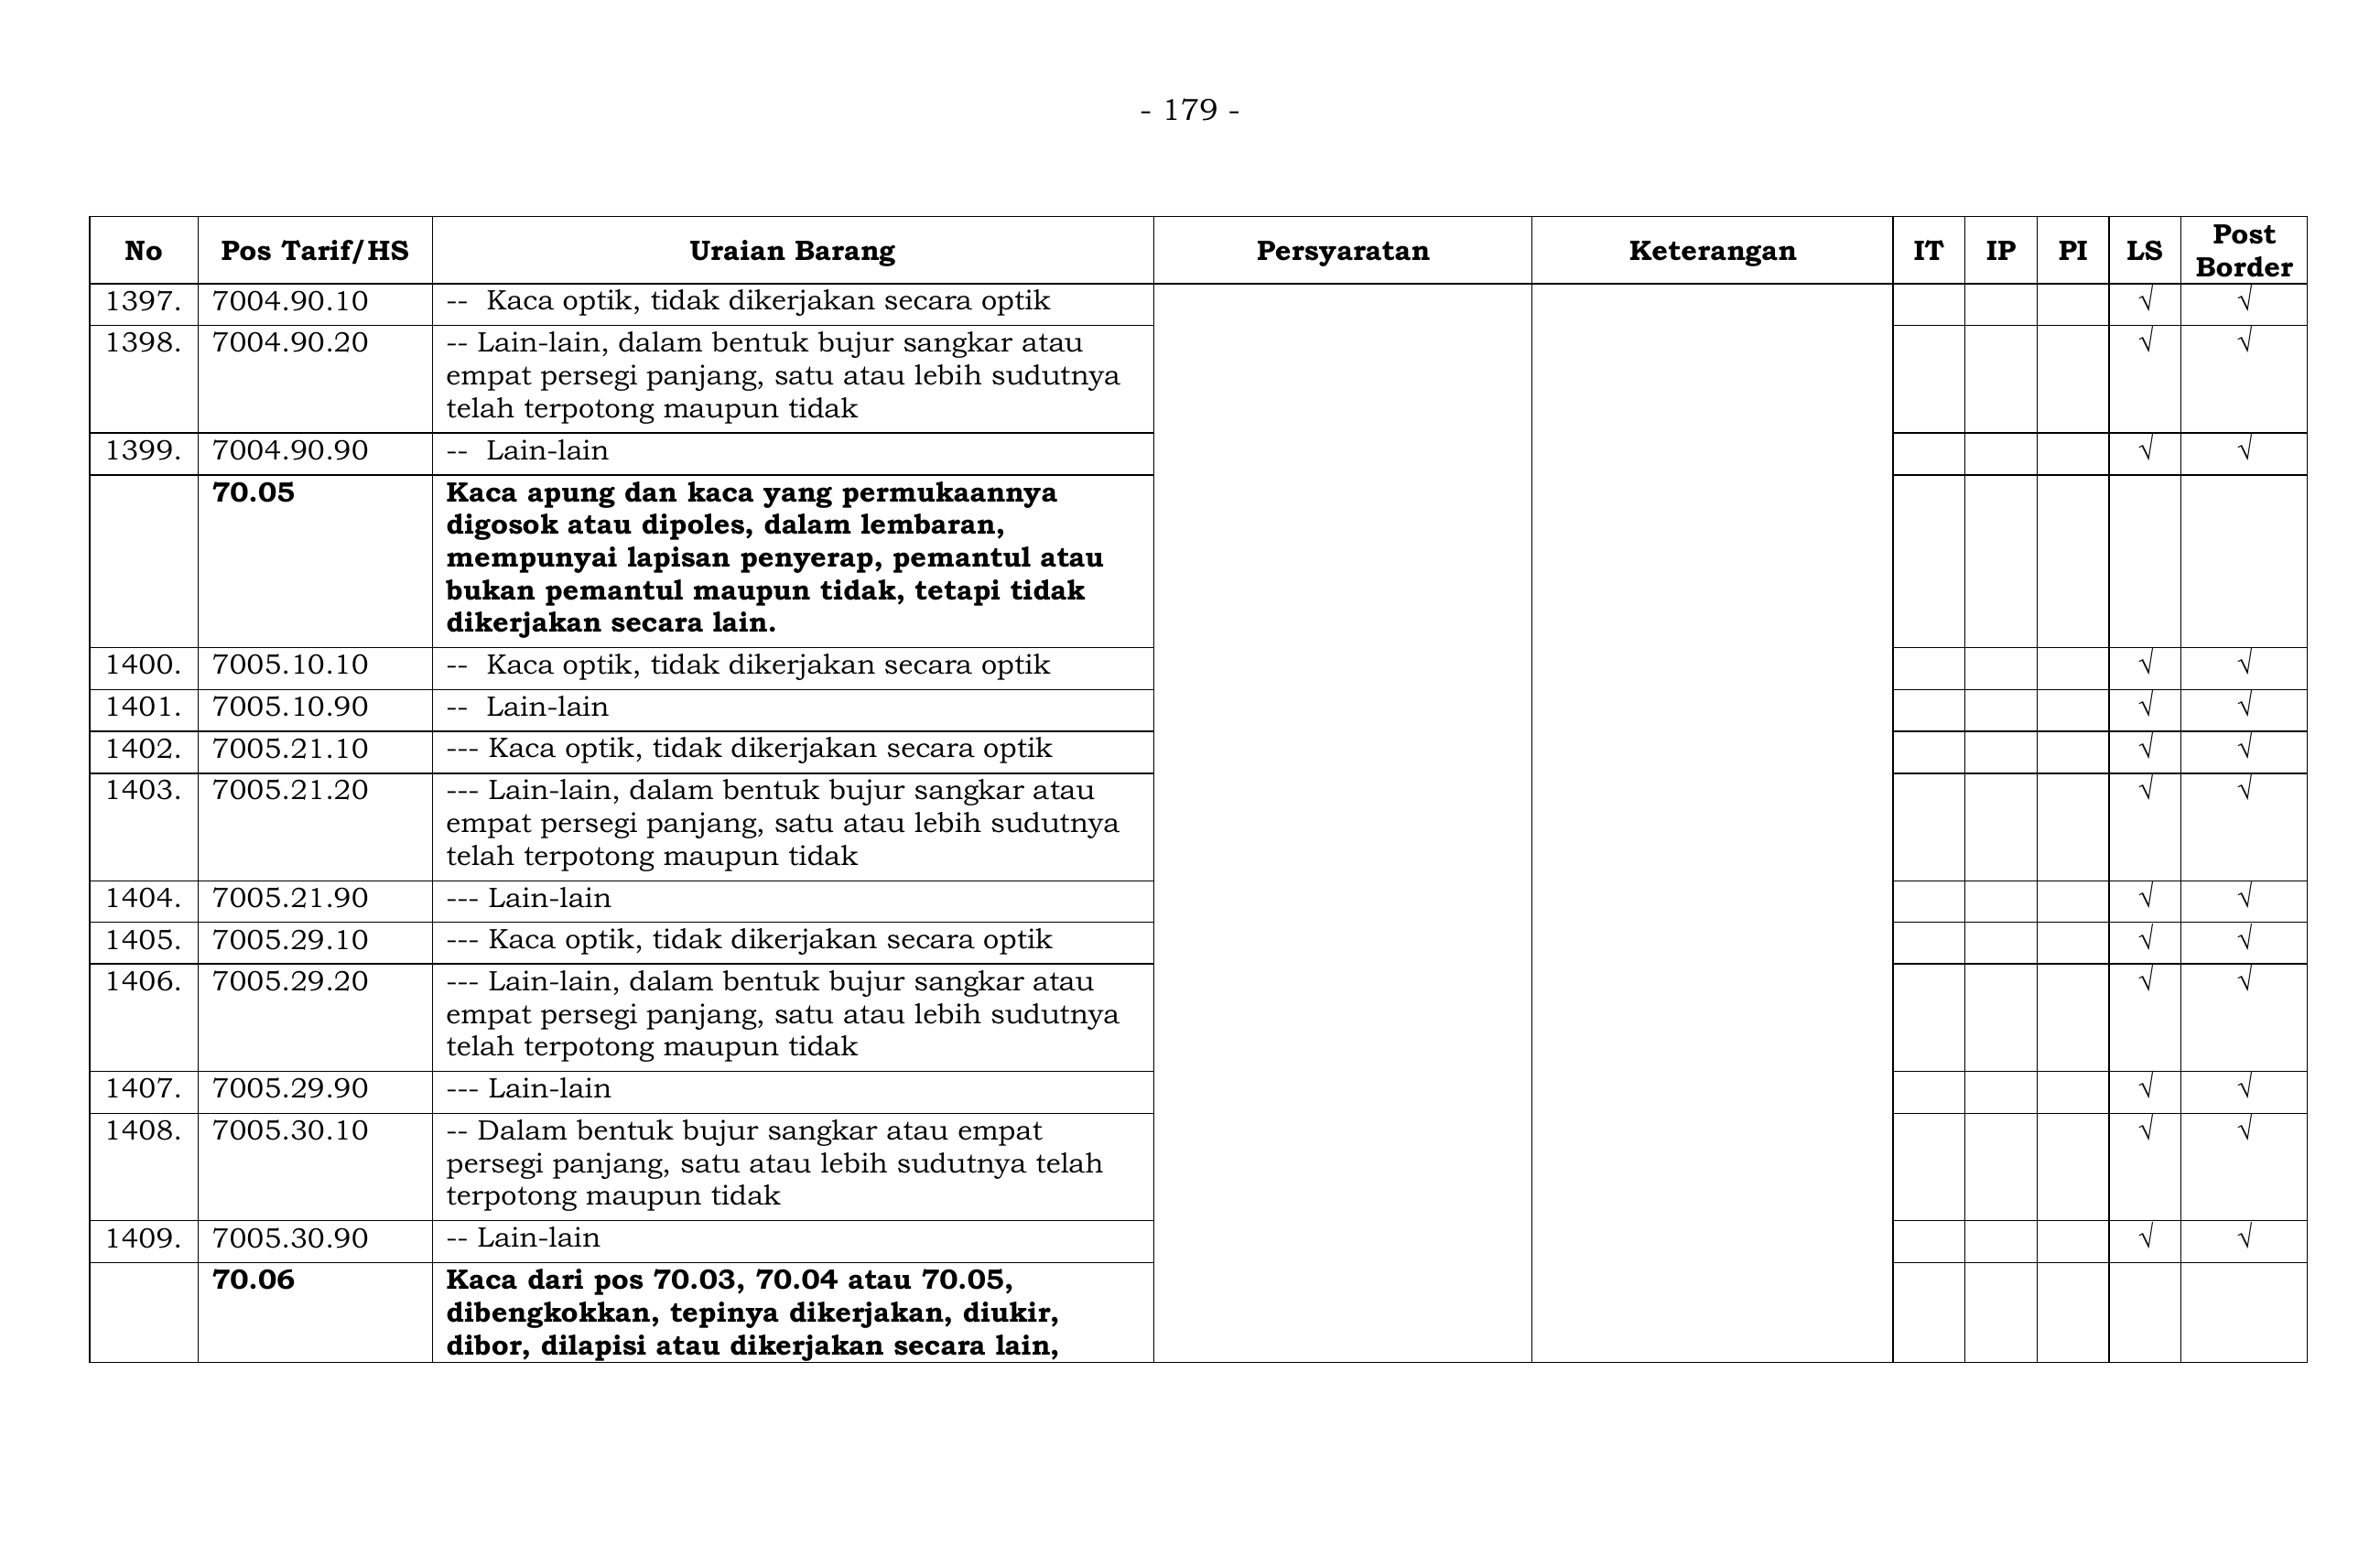 - 179 -
No Pos Tarif/HS Uraian Barang Persyaratan Keterangan IT IP PI LS Post Border
1397. 7004.90.10 -- Kaca optik, tidak dikerjakan secara optik √ √
1398. 7004.90.20 -- Lain-lain, dalam bentuk bujur sangkar atau √ √
empat persegi panjang, satu atau lebih sudutnya
telah terpotong maupun tidak
1399. 7004.90.90 -- Lain-lain √ √
70.05 Kaca apung dan kaca yang permukaannya
digosok atau dipoles, dalam lembaran,
mempunyai lapisan penyerap, pemantul atau
bukan pemantul maupun tidak, tetapi tidak
dikerjakan secara lain.
1400. 7005.10.10 -- Kaca optik, tidak dikerjakan secara optik √ √
1401. 7005.10.90 -- Lain-lain √ √
1402. 7005.21.10 --- Kaca optik, tidak dikerjakan secara optik √ √
1403. 7005.21.20 --- Lain-lain, dalam bentuk bujur sangkar atau √ √
empat persegi panjang, satu atau lebih sudutnya
telah terpotong maupun tidak
1404. 7005.21.90 --- Lain-lain √ √
1405. 7005.29.10 --- Kaca optik, tidak dikerjakan secara optik √ √
1406. 7005.29.20 --- Lain-lain, dalam bentuk bujur sangkar atau √ √
empat persegi panjang, satu atau lebih sudutnya
telah terpotong maupun tidak
1407. 7005.29.90 --- Lain-lain √ √
1408. 7005.30.10 -- Dalam bentuk bujur sangkar atau empat √ √
persegi panjang, satu atau lebih sudutnya telah
terpotong maupun tidak
1409. 7005.30.90 -- Lain-lain √ √
70.06 Kaca dari pos 70.03, 70.04 atau 70.05,
dibengkokkan, tepinya dikerjakan, diukir,
dibor, dilapisi atau dikerjakan secara lain,